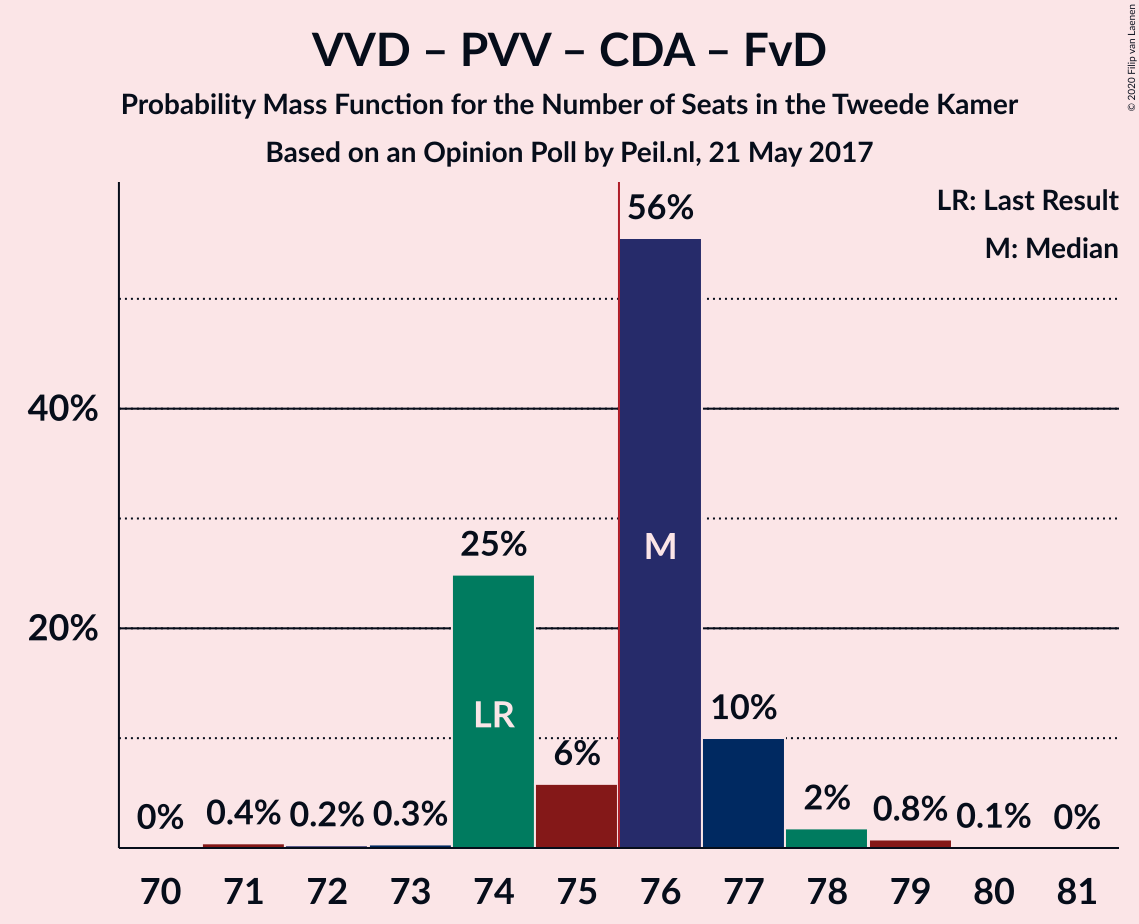 VVD – PVV – CDA – FvD
Probability Mass Function for the Number of Seats in the Tweede Kamer
Based on an Opinion Poll by Peil.nl, 21 May 2017
© 2020 Filip van Laenen
LR: Last Result
M: Median
40%
20%
0%
0.4%
0.2%
0.3%
25%
LR
6%
56%
M
10%
2%
0.8%
0.1%
0%
70 71 72 73 74 75 76 77 78 79 80 81